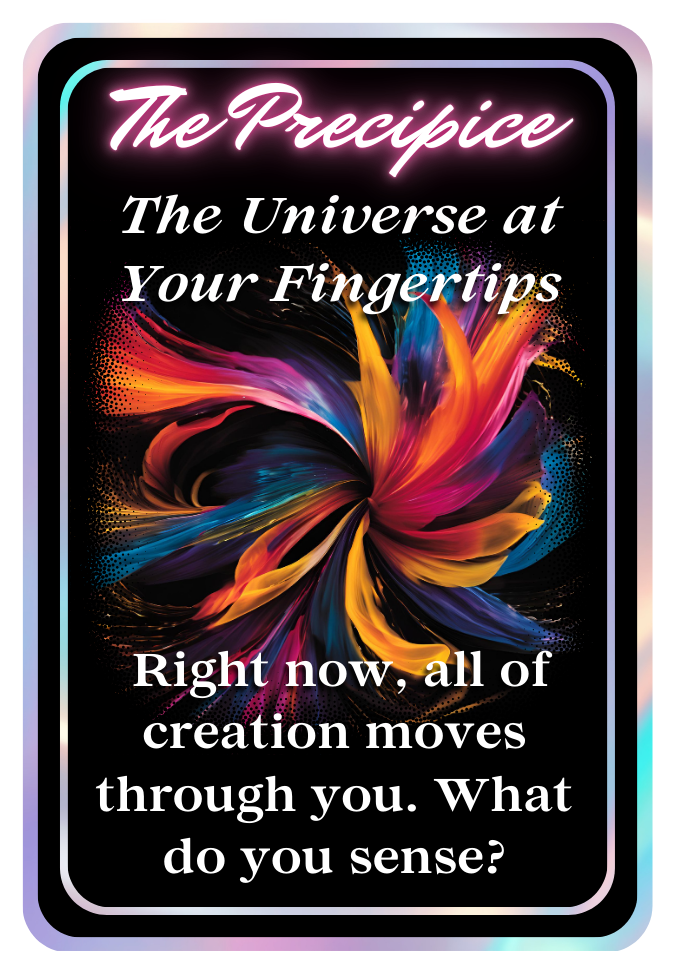 The Precipice
The Universe at
Your Fingertips
Right now, all of
creation moves
through you. What
do you sense?